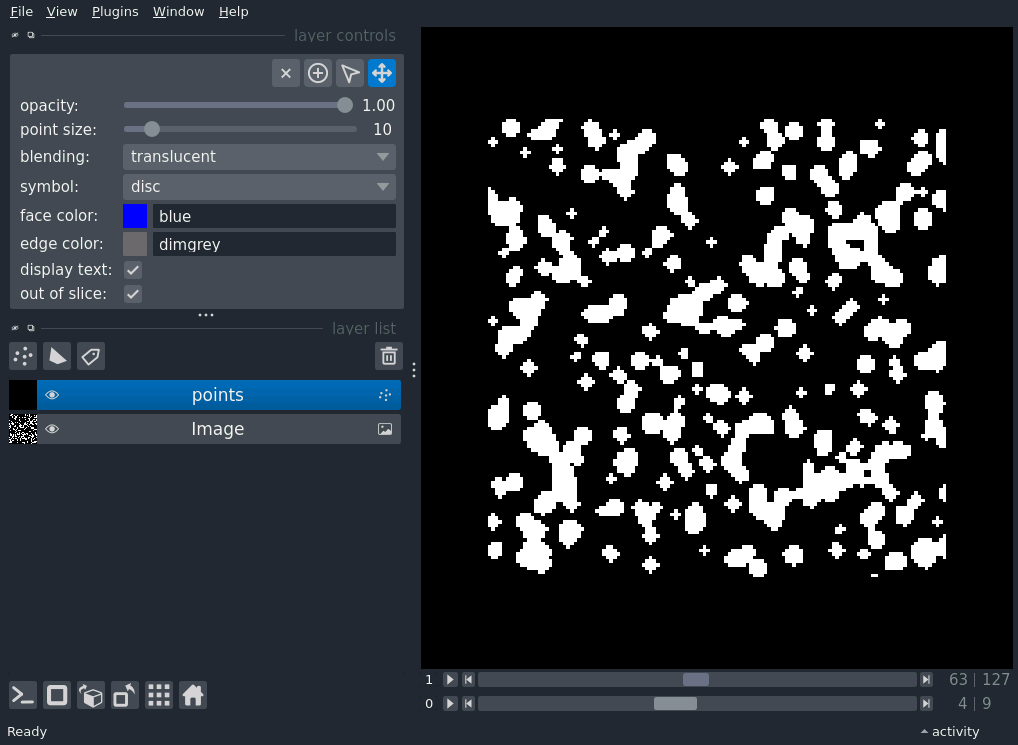 File View Plugins Window Help
layer controls
opacity: 1.00
point size: 10
blending: translucent
symbol: disc
face color: blue
edge color: dimgrey
display text:
out of slice:
layer list
points
Image
1 63 | 127
0 4 | 9
Ready activity